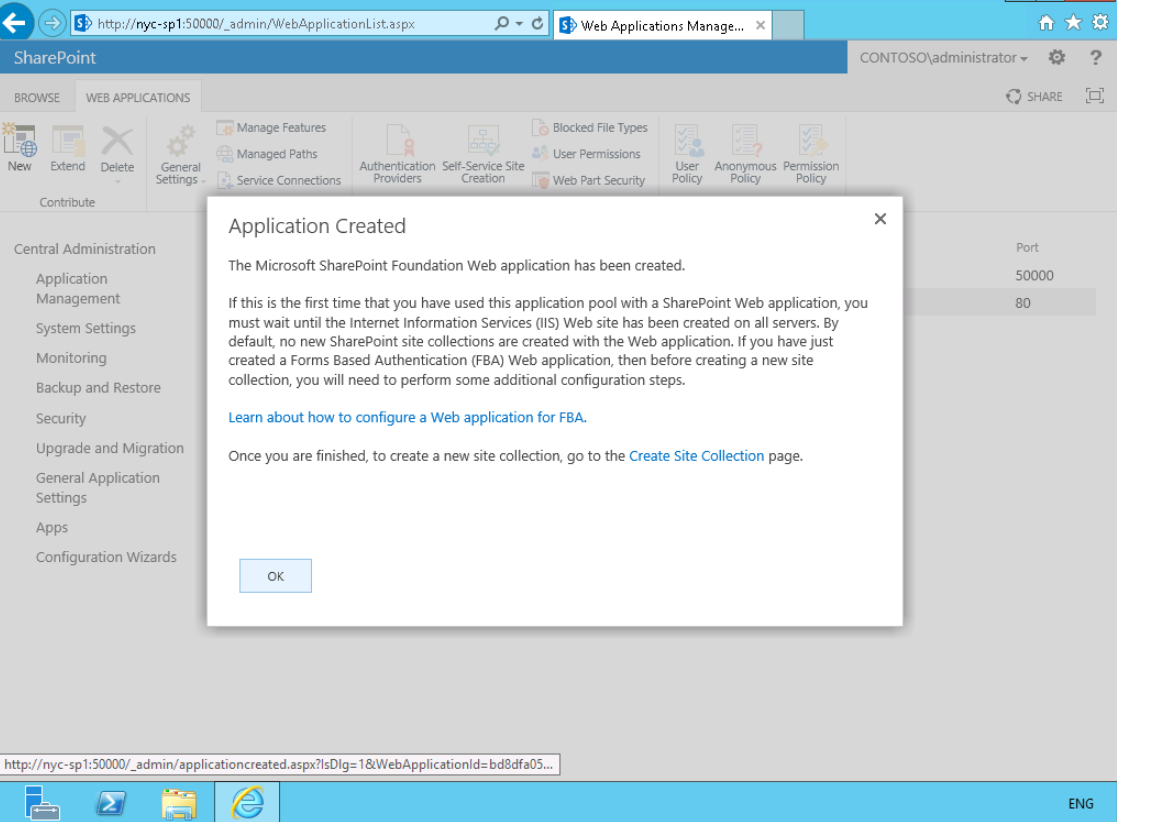 http://nyc-sp1:50000/_admin/WebApplicationList.aspx
Web Applications Manage...
SharePoint
CONTOSO\administrator
?
BROWSE
WEB APPLICATIONS
SHARE
New
Extend
Delete
General Settings
Manage Features
Managed Paths
Service Connections
Authentication Providers
Self-Service Site Creation
Blocked File Types
User Permissions
Web Part Security
User Policy
Anonymous Policy
Permission Policy
Contribute
Central Administration
Application
Management
System Settings
Monitoring
Backup and Restore
Security
Upgrade and Migration
General Application
Settings
Apps
Configuration Wizards
Application Created
The Microsoft SharePoint Foundation Web application has been created.
If this is the first time that you have used this application pool with a SharePoint Web application, you
must wait until the Internet Information Services (IIS) Web site has been created on all servers. By
default, no new SharePoint site collections are created with the Web application. If you have just
created a Forms Based Authentication (FBA) Web application, then before creating a new site
collection, you will need to perform some additional configuration steps.
Learn about how to configure a Web application for FBA.
Once you are finished, to create a new site collection, go to the Create Site Collection page.
OK
Port
50000
80
http://nyc-sp1:50000/_admin/applicationcreated.aspx?IsDlg=1&WebApplicationId=bd8dfa05...
ENG